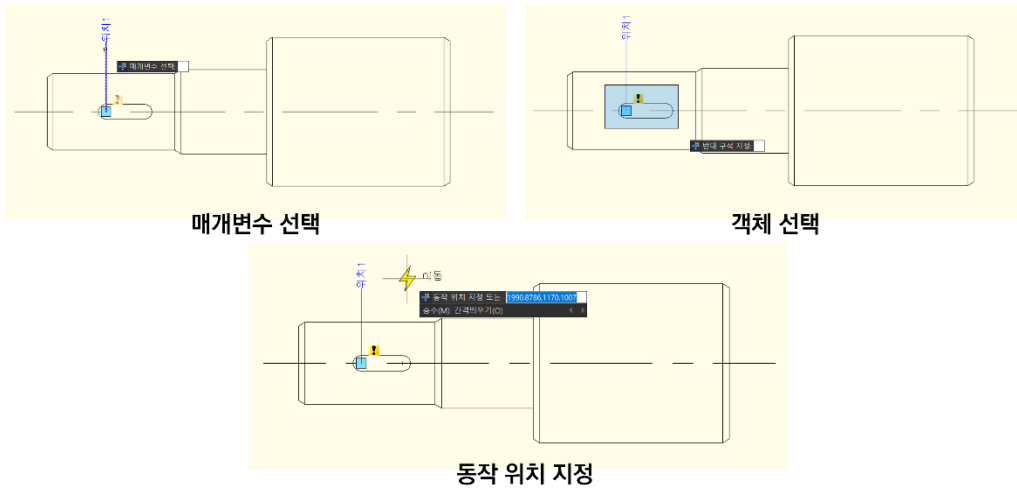 위치1
매개변수 선택:
매개변수 선택
위치1
반대 구석 지정:
객체 선택
위치1
이동
동작 위치 지정 또는 1990.8786,1170.1007
승수(M) 간격띄우기(O)
동작 위치 지정